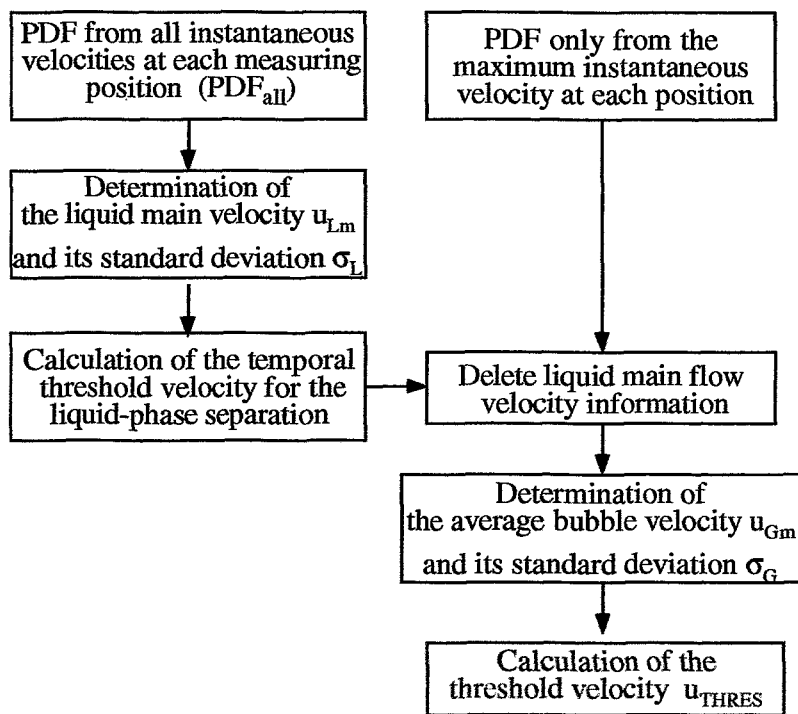 PDF from all instantaneous
velocities at each measuring
position (PDF_all)
Determination of
the liquid main velocity u_Lm
and its standard deviation σ_L
Calculation of the temporal
threshold velocity for the
liquid-phase separation
PDF only from the
maximum instantaneous
velocity at each position
Delete liquid main flow
velocity information
Determination of
the average bubble velocity u_Gm
and its standard deviation σ_G
Calculation of the
threshold velocity u_THRES